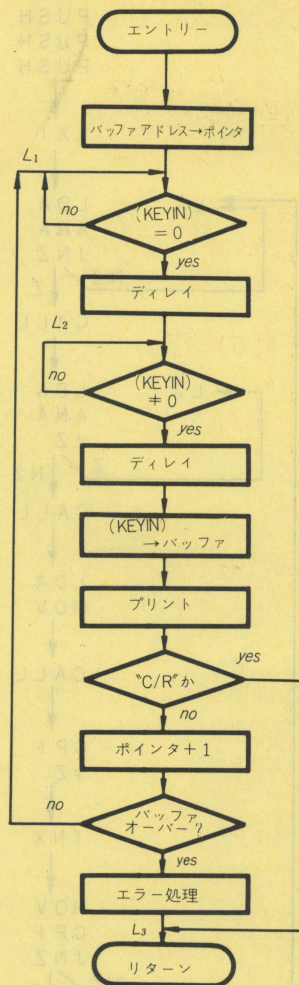 エントリー
バッファアドレス→ポインタ
L₁
(KEYIN)
= 0
no
yes
ディレイ
L₂
(KEYIN)
≠ 0
no
yes
ディレイ
(KEYIN)
→バッファ
プリント
"C/R"か
yes
no
ポインタ+1
バッファ
オーバー?
no
yes
エラー処理
L₃
リターン